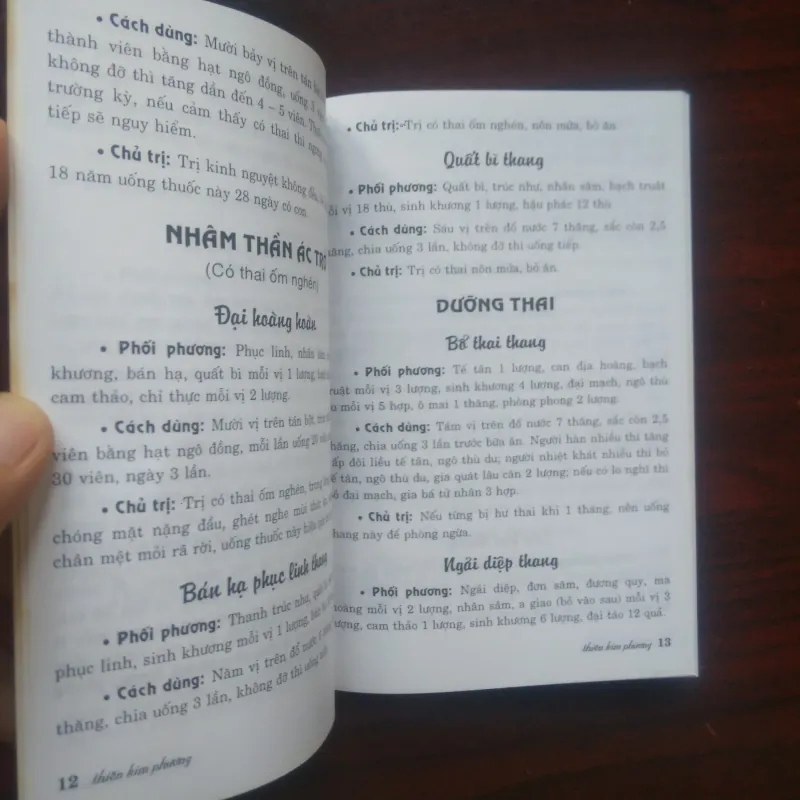 • Cách dùng: Mười bảy vị trên tán
thành viên bằng hạt ngô đồng, uống 3
không đỡ thì tăng dần đến 4 – 5 viên.
trường kỳ, nếu cảm thấy có thai thì
tiếp sẽ nguy hiểm.
• Chủ trị: Trị kinh nguyệt không đều,
18 năm uống thuốc này 28 ngày có con.
NHÂM THẦN ÁC
(Có thai ốm nghén)
Đại hoàng hoàn
• Phối phương: Phục linh, nhân
khương, bán hạ, quất bì mỗi vị 1 lượng,
cam thảo, chỉ thực mỗi vị 2 lượng.
• Cách dùng: Mười vị trên tán bột,
viên bằng hạt ngô đồng, mỗi lần uống 20
30 viên, ngày 3 lần.
• Chủ trị: Trị có thai ốm nghén, trong
chóng mặt nặng đầu, ghét nghe mùi thức
chân mệt mỏi rã rời, uống thuốc này
Bán hạ phục linh thang
• Phối phương: Thanh trúc như, quất
phục linh, sinh khương mỗi vị 1 lượng,
• Cách dùng: Năm vị trên đổ nước 6
thăng, chia uống 3 lần, không đỡ thì uống
12 thiên kim phương
• Chủ trị: Trị có thai ốm nghén, nôn mửa, bỏ ăn.
Quất bì thang
• Phối phương: Quất bì, trúc như, nhân sâm, bạch truật
vị 18 thù, sinh khương 1 lượng, hậu phác 12 thù.
• Cách dùng: Sáu vị trên đổ nước 7 thăng, sắc còn 2,5
thăng, chia uống 3 lần, không đỡ thì uống tiếp.
• Chủ trị: Trị có thai nôn mửa, bỏ ăn.
DƯỠNG THAI
Bổ thai thang
• Phối phương: Tế tân 1 lượng, can địa hoàng, bạch
mỗi vị 3 lượng, sinh khương 4 lượng, đại mạch, ngô thù
mỗi vị 5 hợp, ô mai 1 thăng, phòng phong 2 lượng.
• Cách dùng: Tám vị trên đổ nước 7 thăng, sắc còn 2,5
thăng, chia uống 3 lần trước bữa ăn. Người hàn nhiều thì tăng
đôi liều tế tân, ngô thù du; người nhiệt khát nhiều thì bỏ
tân, ngô thù du, gia quát lâu căn 2 lượng; nếu có lo nghĩ thì
đại mạch, gia bá tử nhân 3 hợp.
• Chủ trị: Nếu từng bị hư thai khi 1 tháng, nên uống
thang này để phòng ngừa.
Ngải diệp thang
• Phối phương: Ngải diệp, đơn sâm, đương quy, ma
hoàng mỗi vị 2 lượng, nhân sâm, a giao (bỏ vào sau) mỗi vị 3
lượng, cam thảo 1 lượng, sinh khương 6 lượng, đại táo 12 quả.
thiên kim phương 13